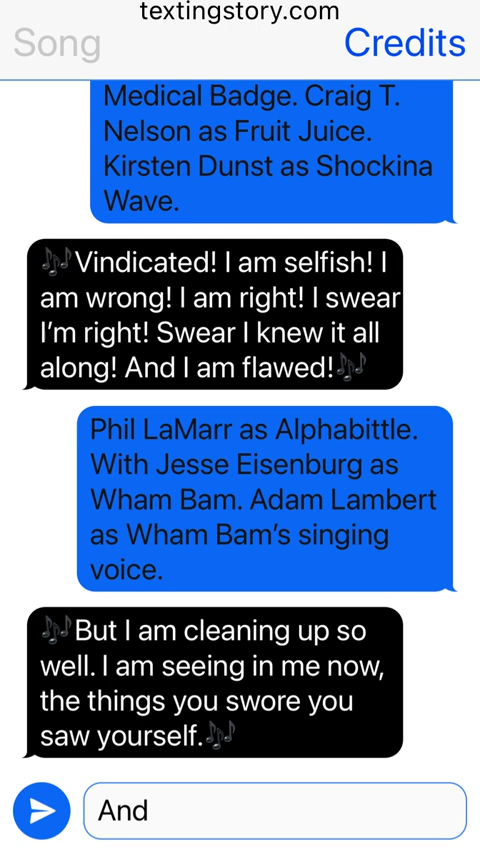 textingstory.com
Song
Credits
Medical Badge. Craig T.
Nelson as Fruit Juice.
Kirsten Dunst as Shockina
Wave.
🎶Vindicated! I am selfish! I
am wrong! I am right! I swear
I’m right! Swear I knew it all
along! And I am flawed!🎶
Phil LaMarr as Alphabittle.
With Jesse Eisenburg as
Wham Bam. Adam Lambert
as Wham Bam’s singing
voice.
🎶But I am cleaning up so
well. I am seeing in me now,
the things you swore you
saw yourself.🎶
And